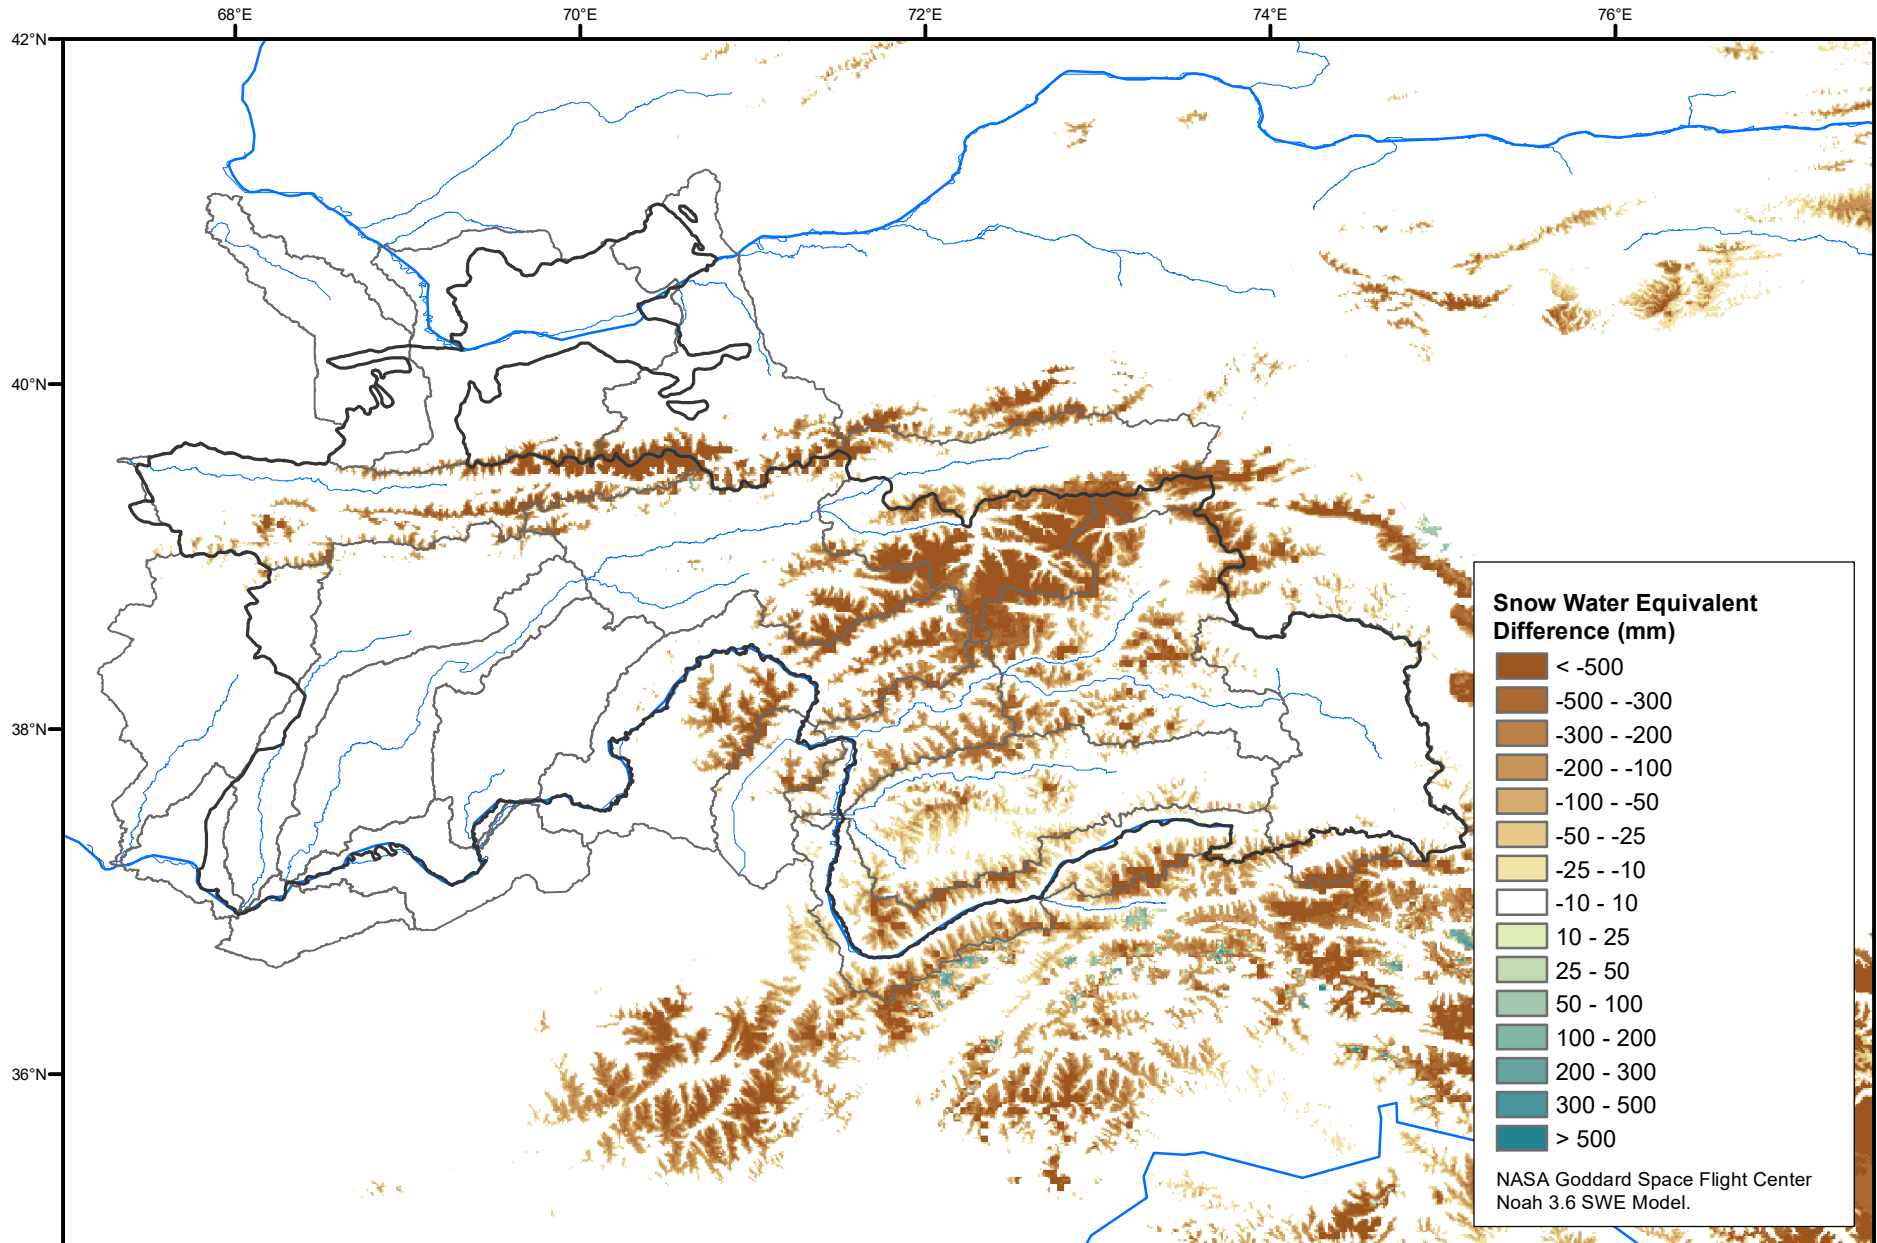 68°E
70°E
72°E
74°E
76°E
42°N
40°N
38°N
36°N
Snow Water Equivalent
Difference (mm)
< -500
-500 - -300
-300 - -200
-200 - -100
-100 - -50
-50 - -25
-25 - -10
-10 - 10
10 - 25
25 - 50
50 - 100
100 - 200
200 - 300
300 - 500
> 500
NASA Goddard Space Flight Center
Noah 3.6 SWE Model.